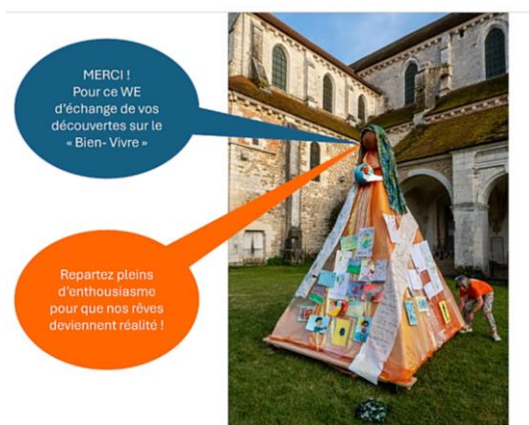 MERCI !
Pour ce WE
d'échange de vos
découvertes sur le
« Bien- Vivre »
Repartez pleins
d'enthousiasme
pour que nos rêves
deviennent réalité !